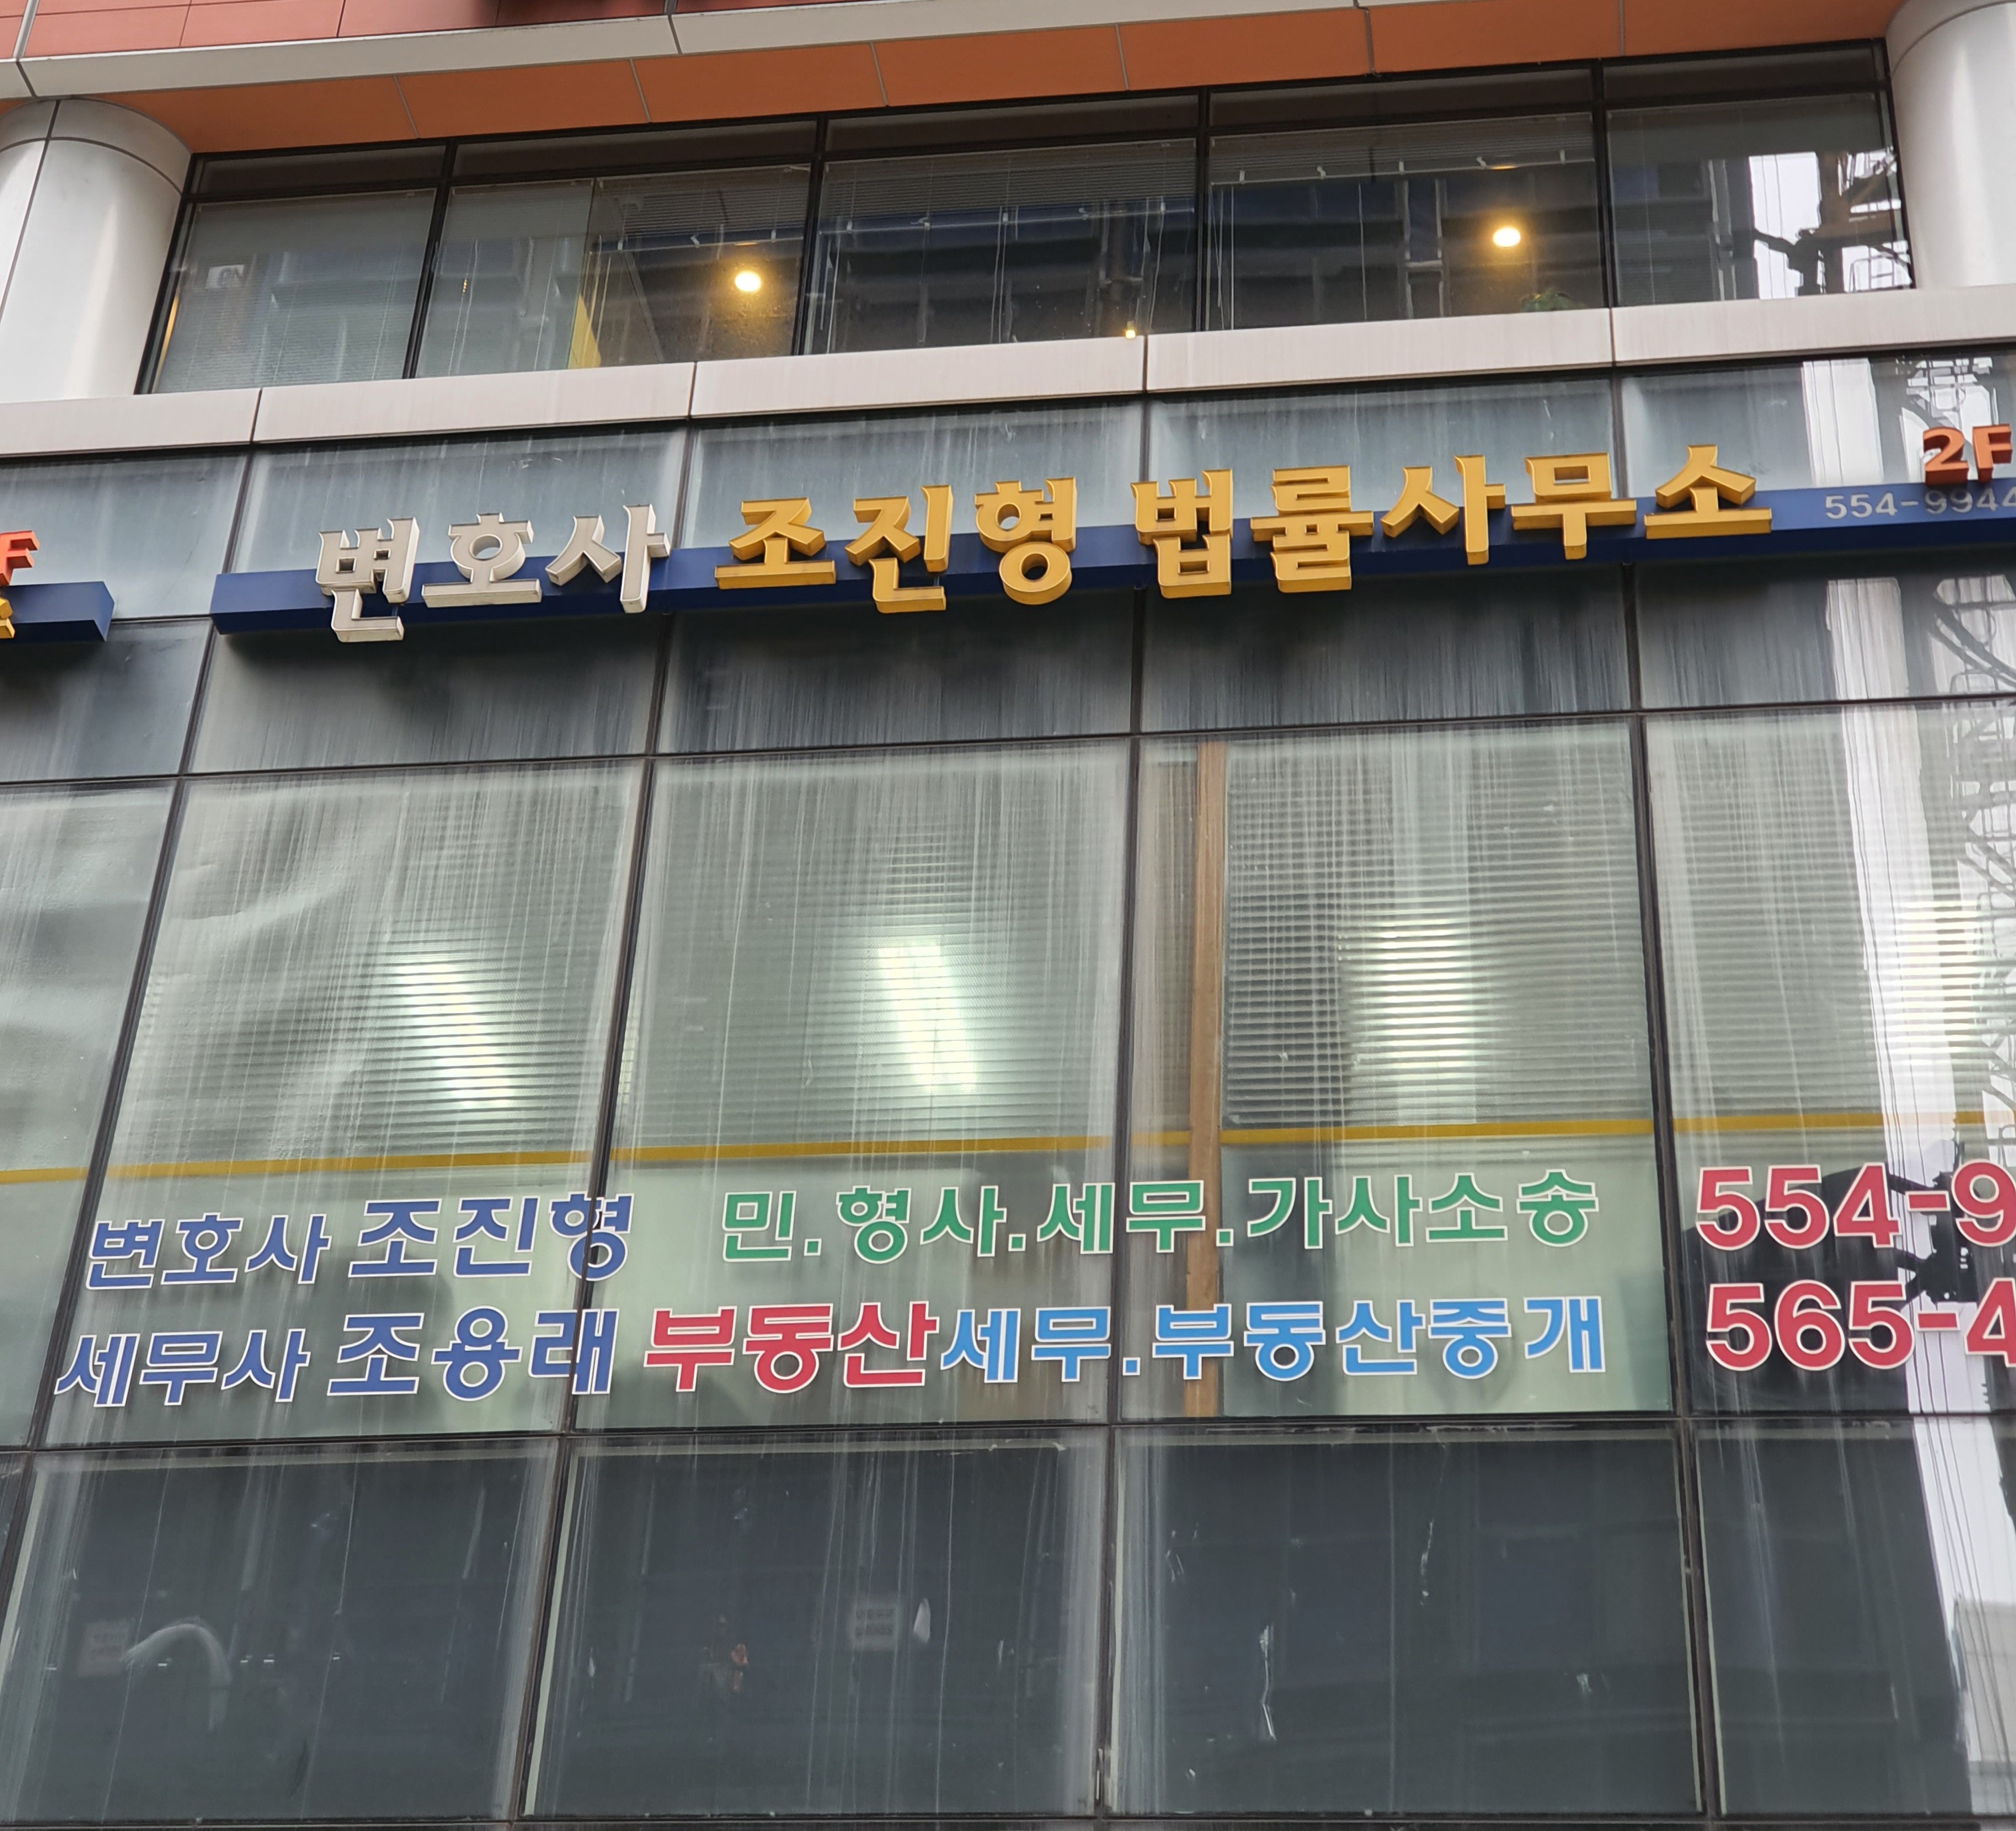 2F
변호사 조진형 법률사무소 554-9944
변호사 조진형 민.형사.세무.가사소송 554-9
세무사 조용래 부동산세무.부동산중개 565-4